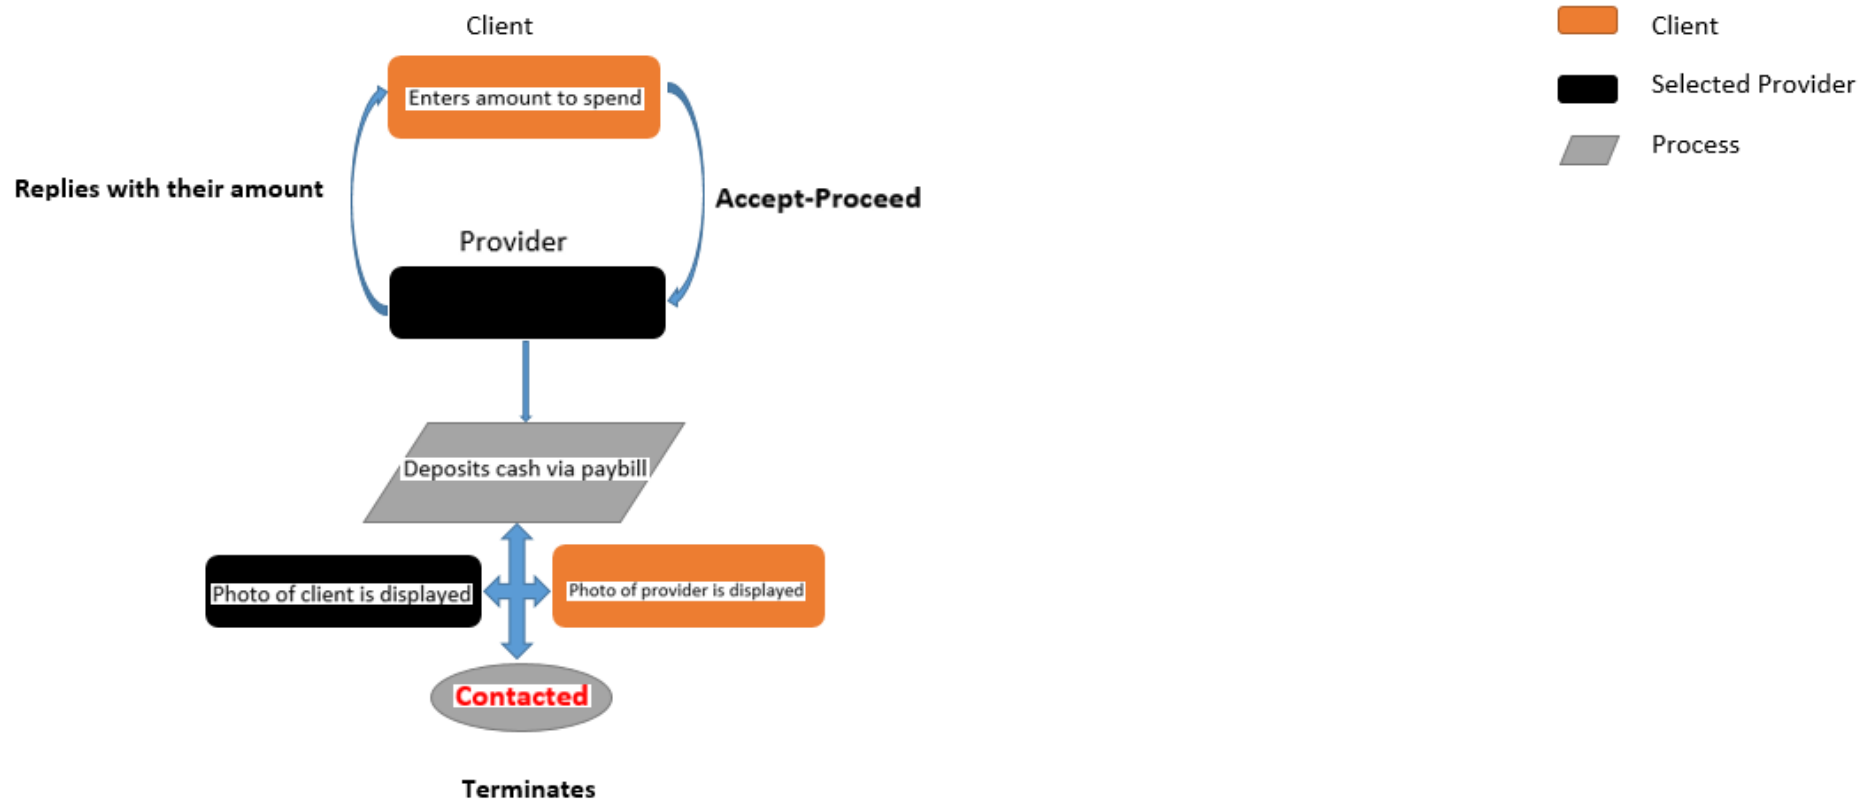 Client
Enters amount to spend
Replies with their amount
Accept-Proceed
Provider
Deposits cash via paybill
Photo of client is displayed
Photo of provider is displayed
Contacted
Terminates
Client
Selected Provider
Process